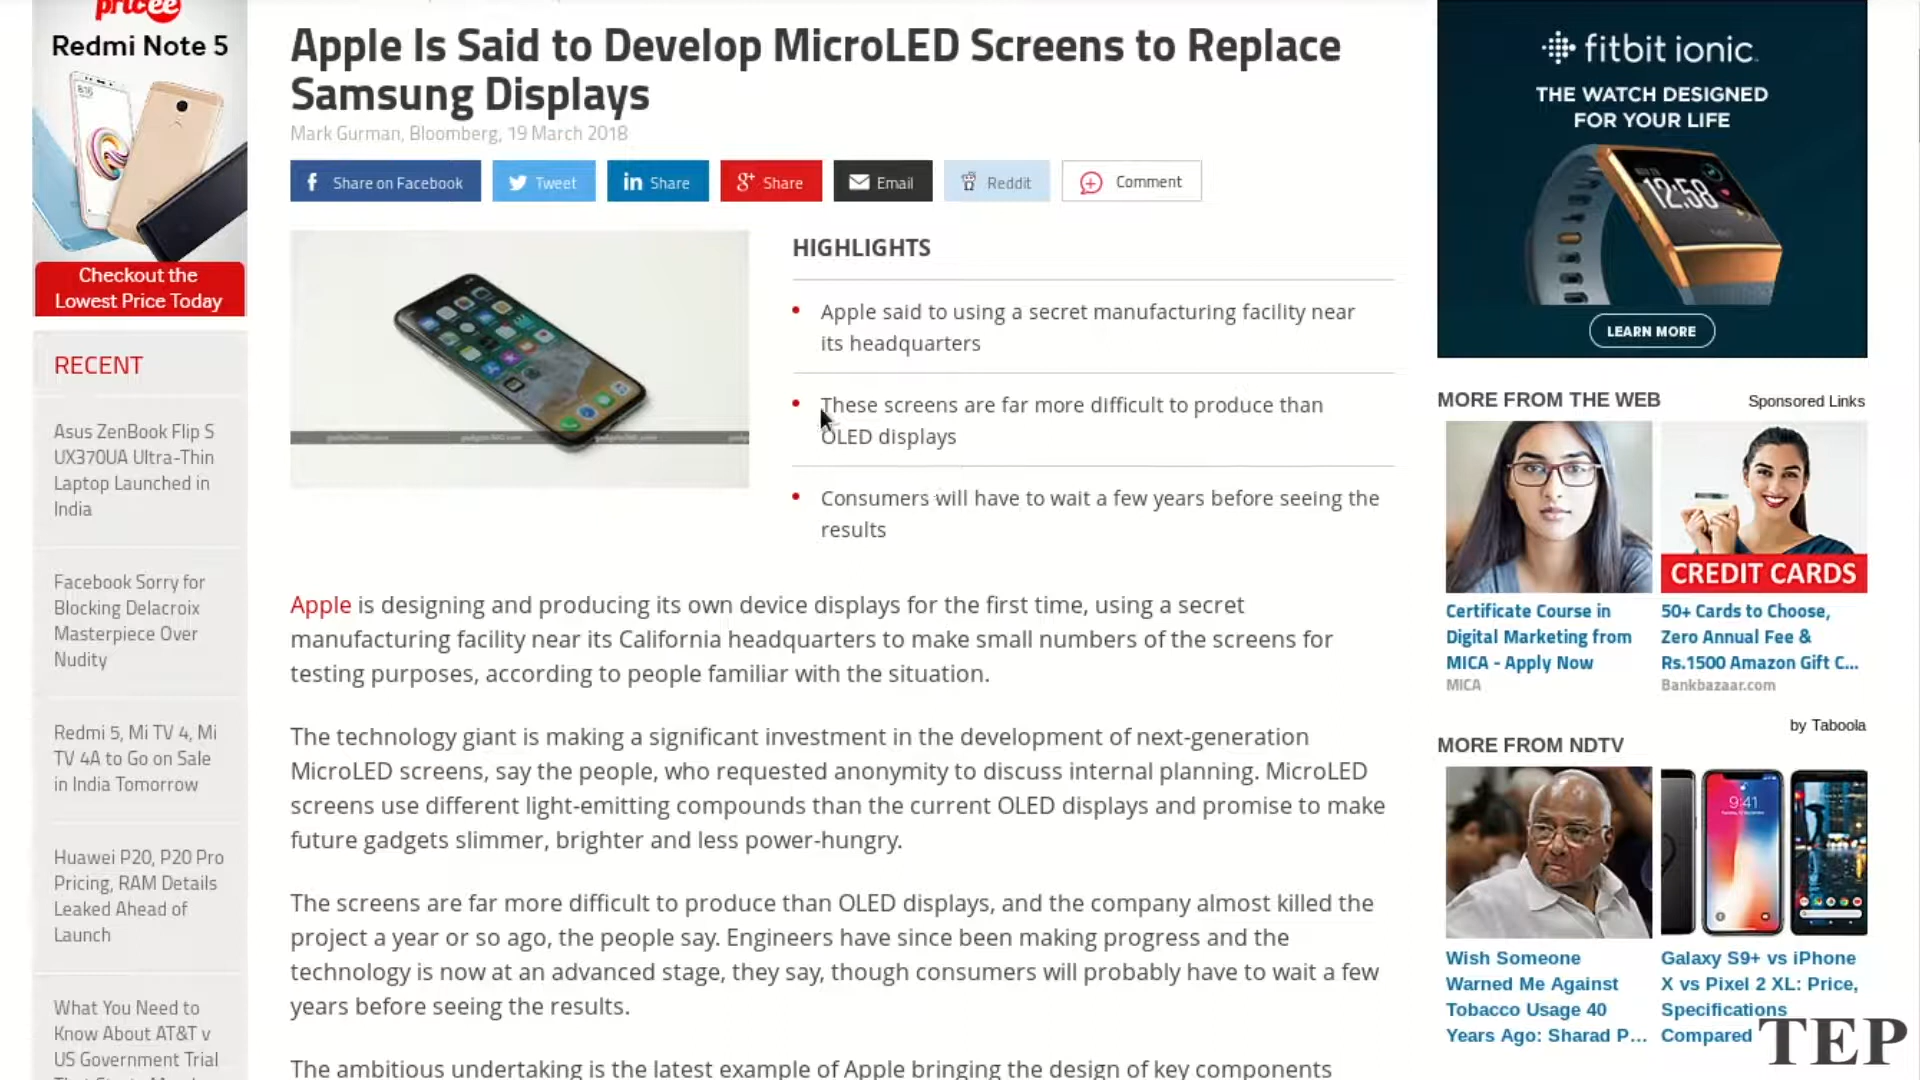 pricee
Redmi Note 5
Checkout the
Lowest Price Today
RECENT
Asus ZenBook Flip S
UX370UA Ultra-Thin
Laptop Launched in
India
Facebook Sorry for
Blocking Delacroix
Masterpiece Over
Nudity
Redmi 5, Mi TV 4, Mi
TV 4A to Go on Sale
in India Tomorrow
Huawei P20, P20 Pro
Pricing, RAM Details
Leaked Ahead of
Launch
What You Need to
Know About AT&T v
US Government Trial
Apple Is Said to Develop MicroLED Screens to Replace
Samsung Displays
Mark Gurman, Bloomberg, 19 March 2018
Share on Facebook
Tweet
Share
Share
Email
Reddit
Comment
HIGHLIGHTS
Apple said to using a secret manufacturing facility near
its headquarters
These screens are far more difficult to produce than
OLED displays
Consumers will have to wait a few years before seeing the
results
Apple is designing and producing its own device displays for the first time, using a secret
manufacturing facility near its California headquarters to make small numbers of the screens for
testing purposes, according to people familiar with the situation.
The technology giant is making a significant investment in the development of next-generation
MicroLED screens, say the people, who requested anonymity to discuss internal planning. MicroLED
screens use different light-emitting compounds than the current OLED displays and promise to make
future gadgets slimmer, brighter and less power-hungry.
The screens are far more difficult to produce than OLED displays, and the company almost killed the
project a year or so ago, the people say. Engineers have since been making progress and the
technology is now at an advanced stage, they say, though consumers will probably have to wait a few
years before seeing the results.
The ambitious undertaking is the latest example of Apple bringing the design of key components
fitbit ionic
THE WATCH DESIGNED
FOR YOUR LIFE
12:58
LEARN MORE
MORE FROM THE WEB
Sponsored Links
CREDIT CARDS
Certificate Course in
Digital Marketing from
MICA - Apply Now
MICA
50+ Cards to Choose,
Zero Annual Fee &
Rs.1500 Amazon Gift C...
Bankbazaar.com
by Taboola
MORE FROM NDTV
9:41
Wish Someone
Warned Me Against
Tobacco Usage 40
Years Ago: Sharad P...
Galaxy S9+ vs iPhone
X vs Pixel 2 XL: Price,
Specifications
Compared
TEP